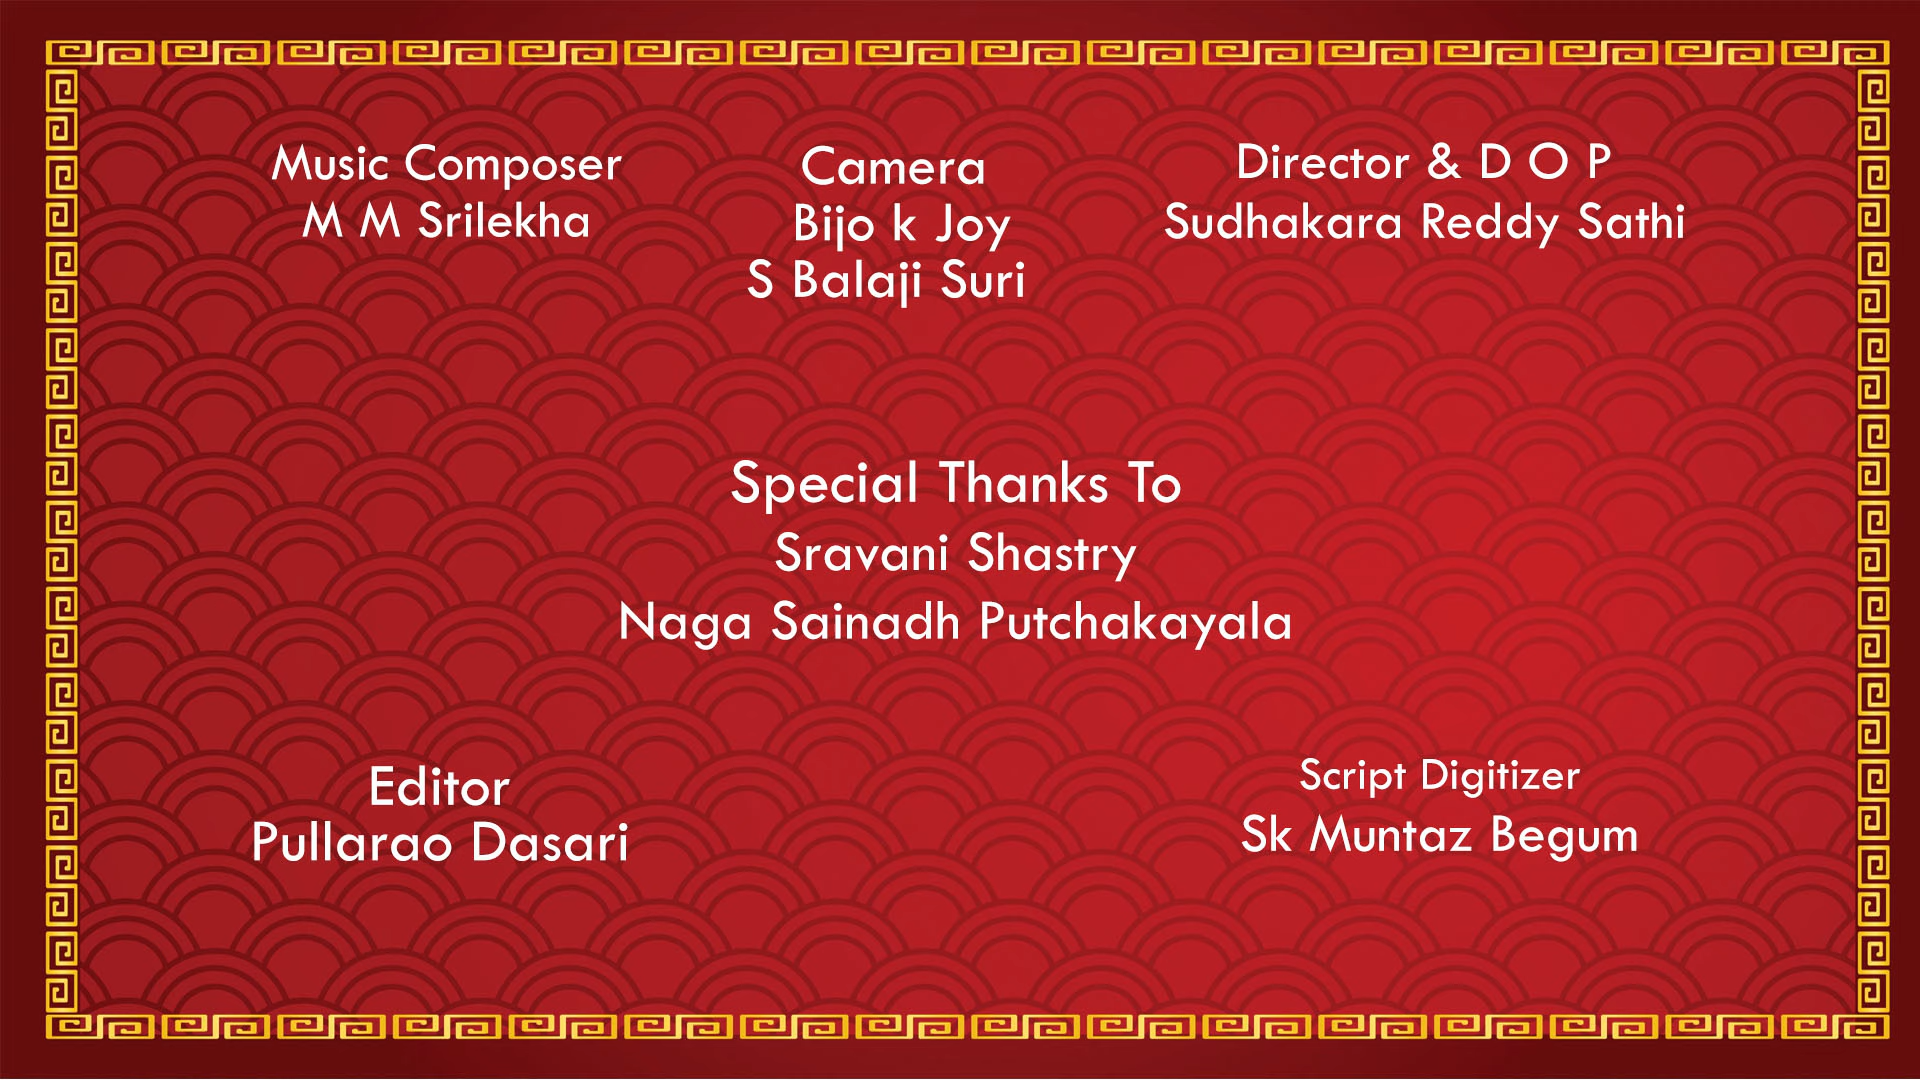 Music Composer
M M Srilekha
Camera
Bijo k Joy
S Balaji Suri
Director & D O P
Sudhakara Reddy Sathi
Special Thanks To
Sravani Shastry
Naga Sainadh Putchakayala
Editor
Pullarao Dasari
Script Digitizer
Sk Muntaz Begum